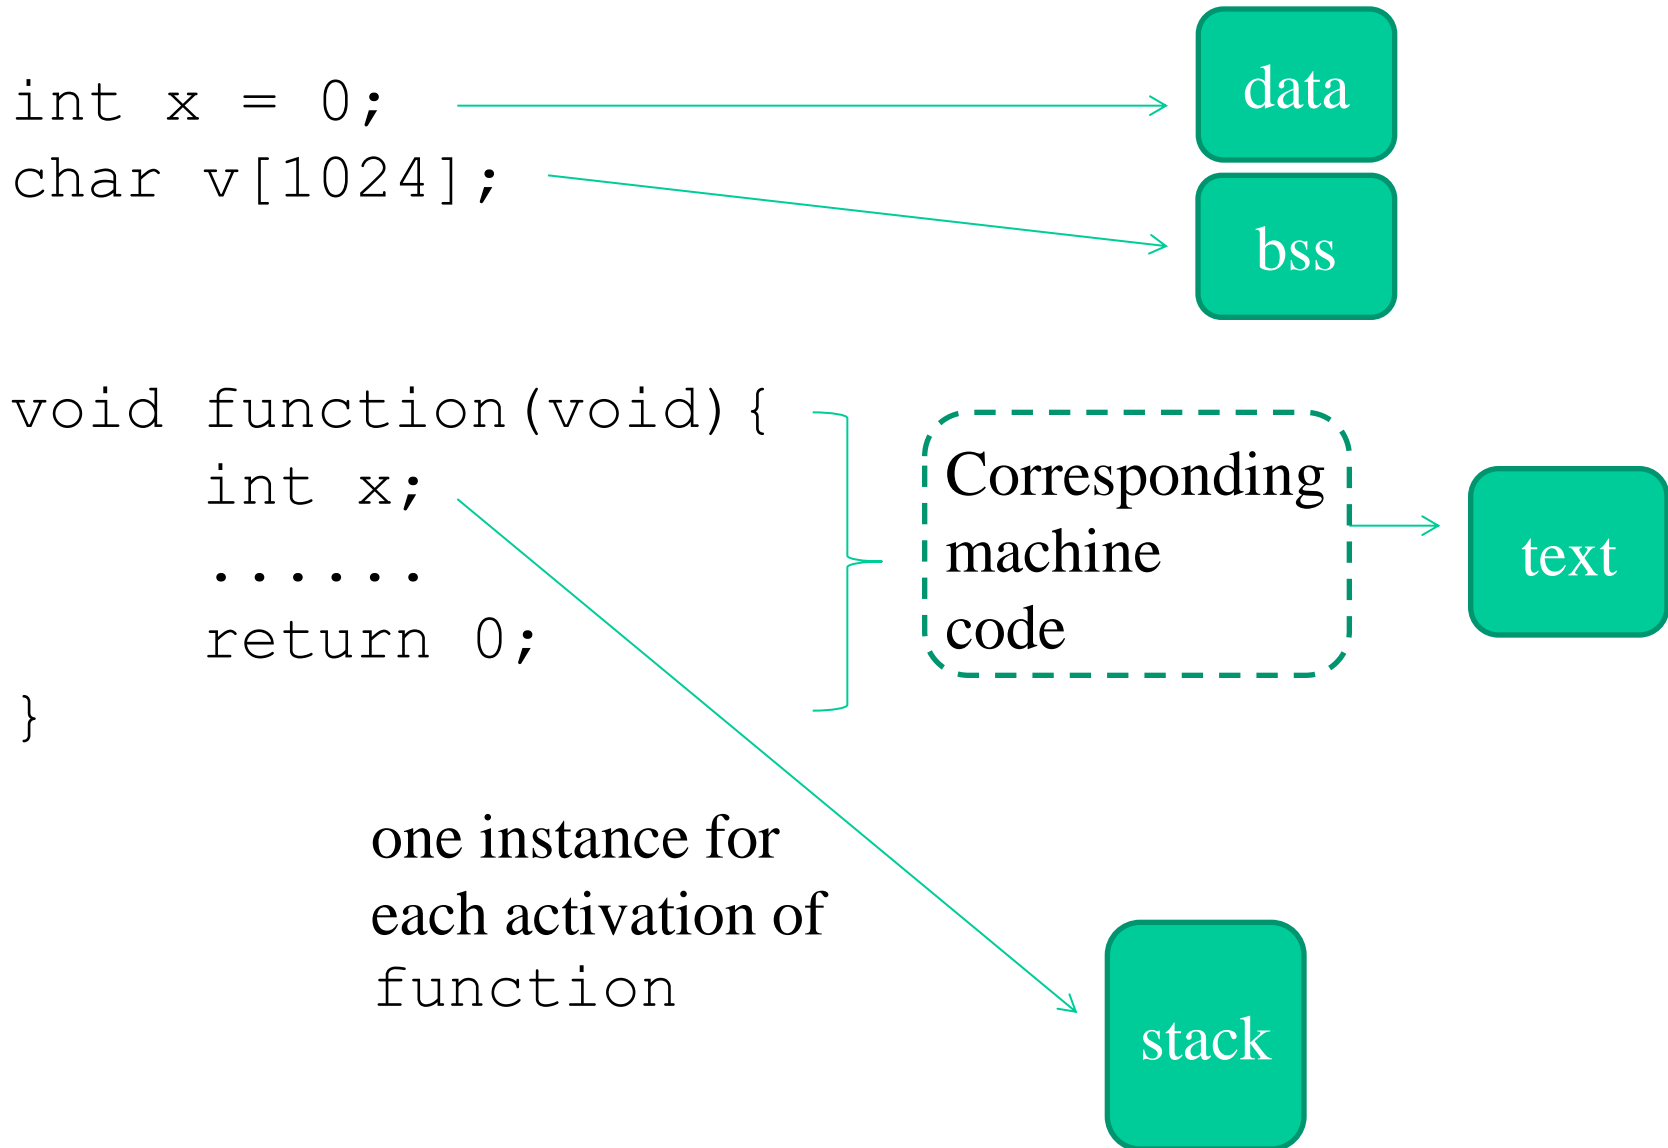 int x = 0;
char v[1024];
data
bss
void function(void){
int x;
......
return 0;
}
Corresponding
machine
code
text
one instance for
each activation of
function
stack